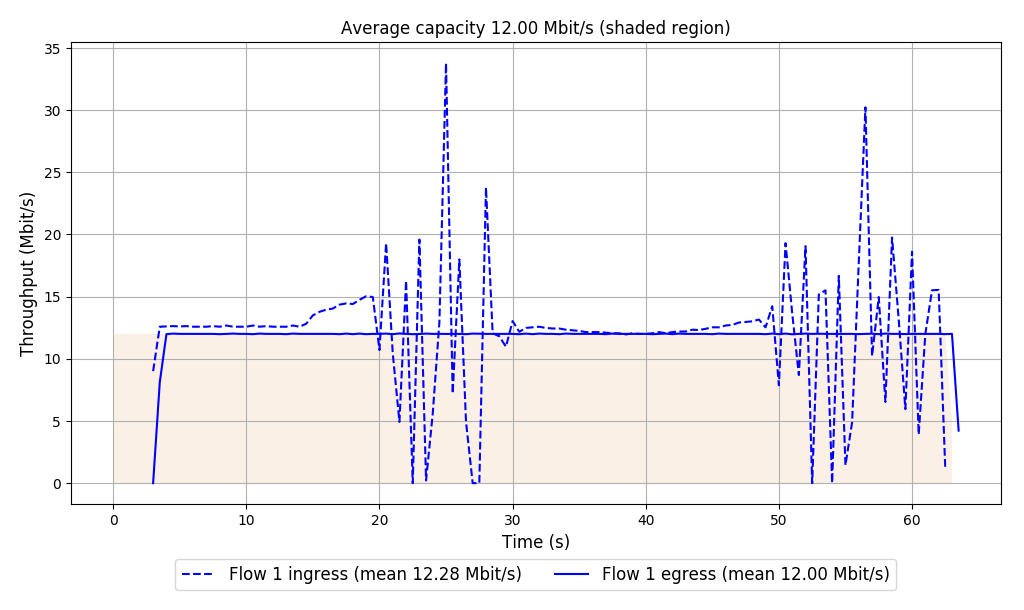 Average capacity 12.00 Mbit/s (shaded region)
Throughput (Mbit/s)
35
30
25
20
15
10
5
0
0 10 20 30 40 50 60
Time (s)
Flow 1 ingress (mean 12.28 Mbit/s) Flow 1 egress (mean 12.00 Mbit/s)